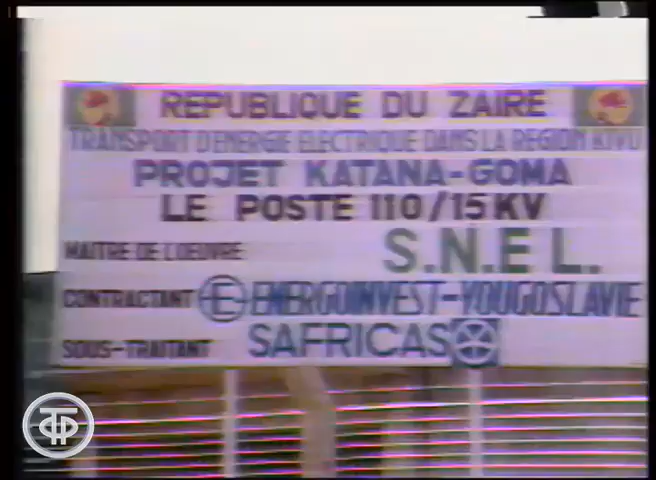 REPUBLIQUE DU ZAIRE
TRANSPORT D'ENERGIE ELECTRIQUE DANS LA REGION KIVU
PROJET KATANA-GOMA
LE POSTE 110/15 KV
MAITRE DE L'OEUVRE S.N.E L.
CONTRACTANT E ENERGOINVEST-YOUGOSLAVIE
SOUS-TRAITANT SAFRICAS